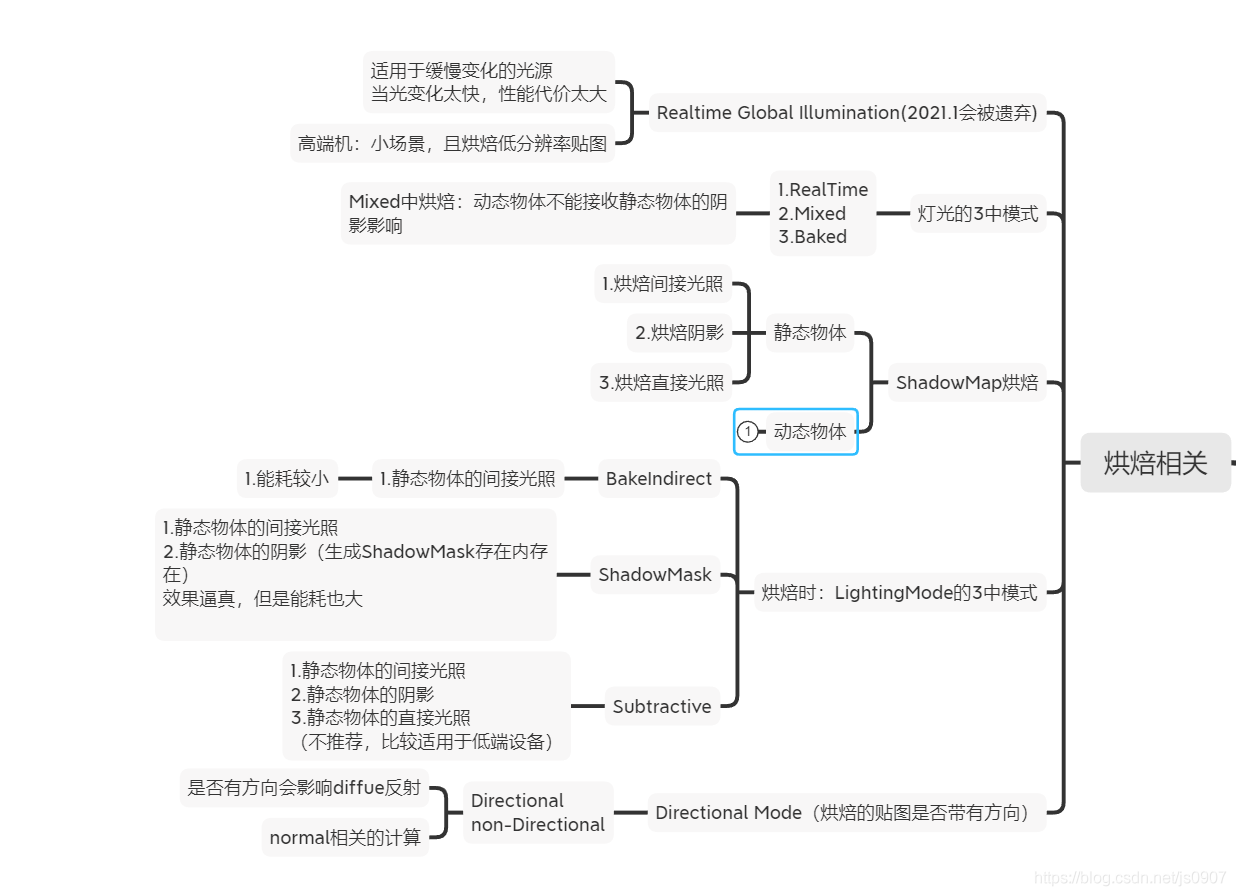 适用于缓慢变化的光源
当光变化太快，性能代价太大
高端机：小场景，且烘焙低分辨率贴图
Realtime Global Illumination(2021.1会被遗弃)
Mixed中烘焙：动态物体不能接收静态物体的阴
影影响
1.RealTime
2.Mixed
3.Baked
灯光的3中模式
1.烘焙间接光照
2.烘焙阴影
3.烘焙直接光照
静态物体
1
动态物体
ShadowMap烘焙
烘焙相关
1.能耗较小
1.静态物体的间接光照
BakeIndirect
1.静态物体的间接光照
2.静态物体的阴影（生成ShadowMask存在内存
在）
效果逼真，但是能耗也大
ShadowMask
烘焙时：LightingMode的3中模式
1.静态物体的间接光照
2.静态物体的阴影
3.静态物体的直接光照
（不推荐，比较适用于低端设备）
Subtractive
是否有方向会影响diffue反射
normal相关的计算
Directional
non-Directional
Directional Mode（烘焙的贴图是否带有方向）
https://blog.csdn.net/js0907